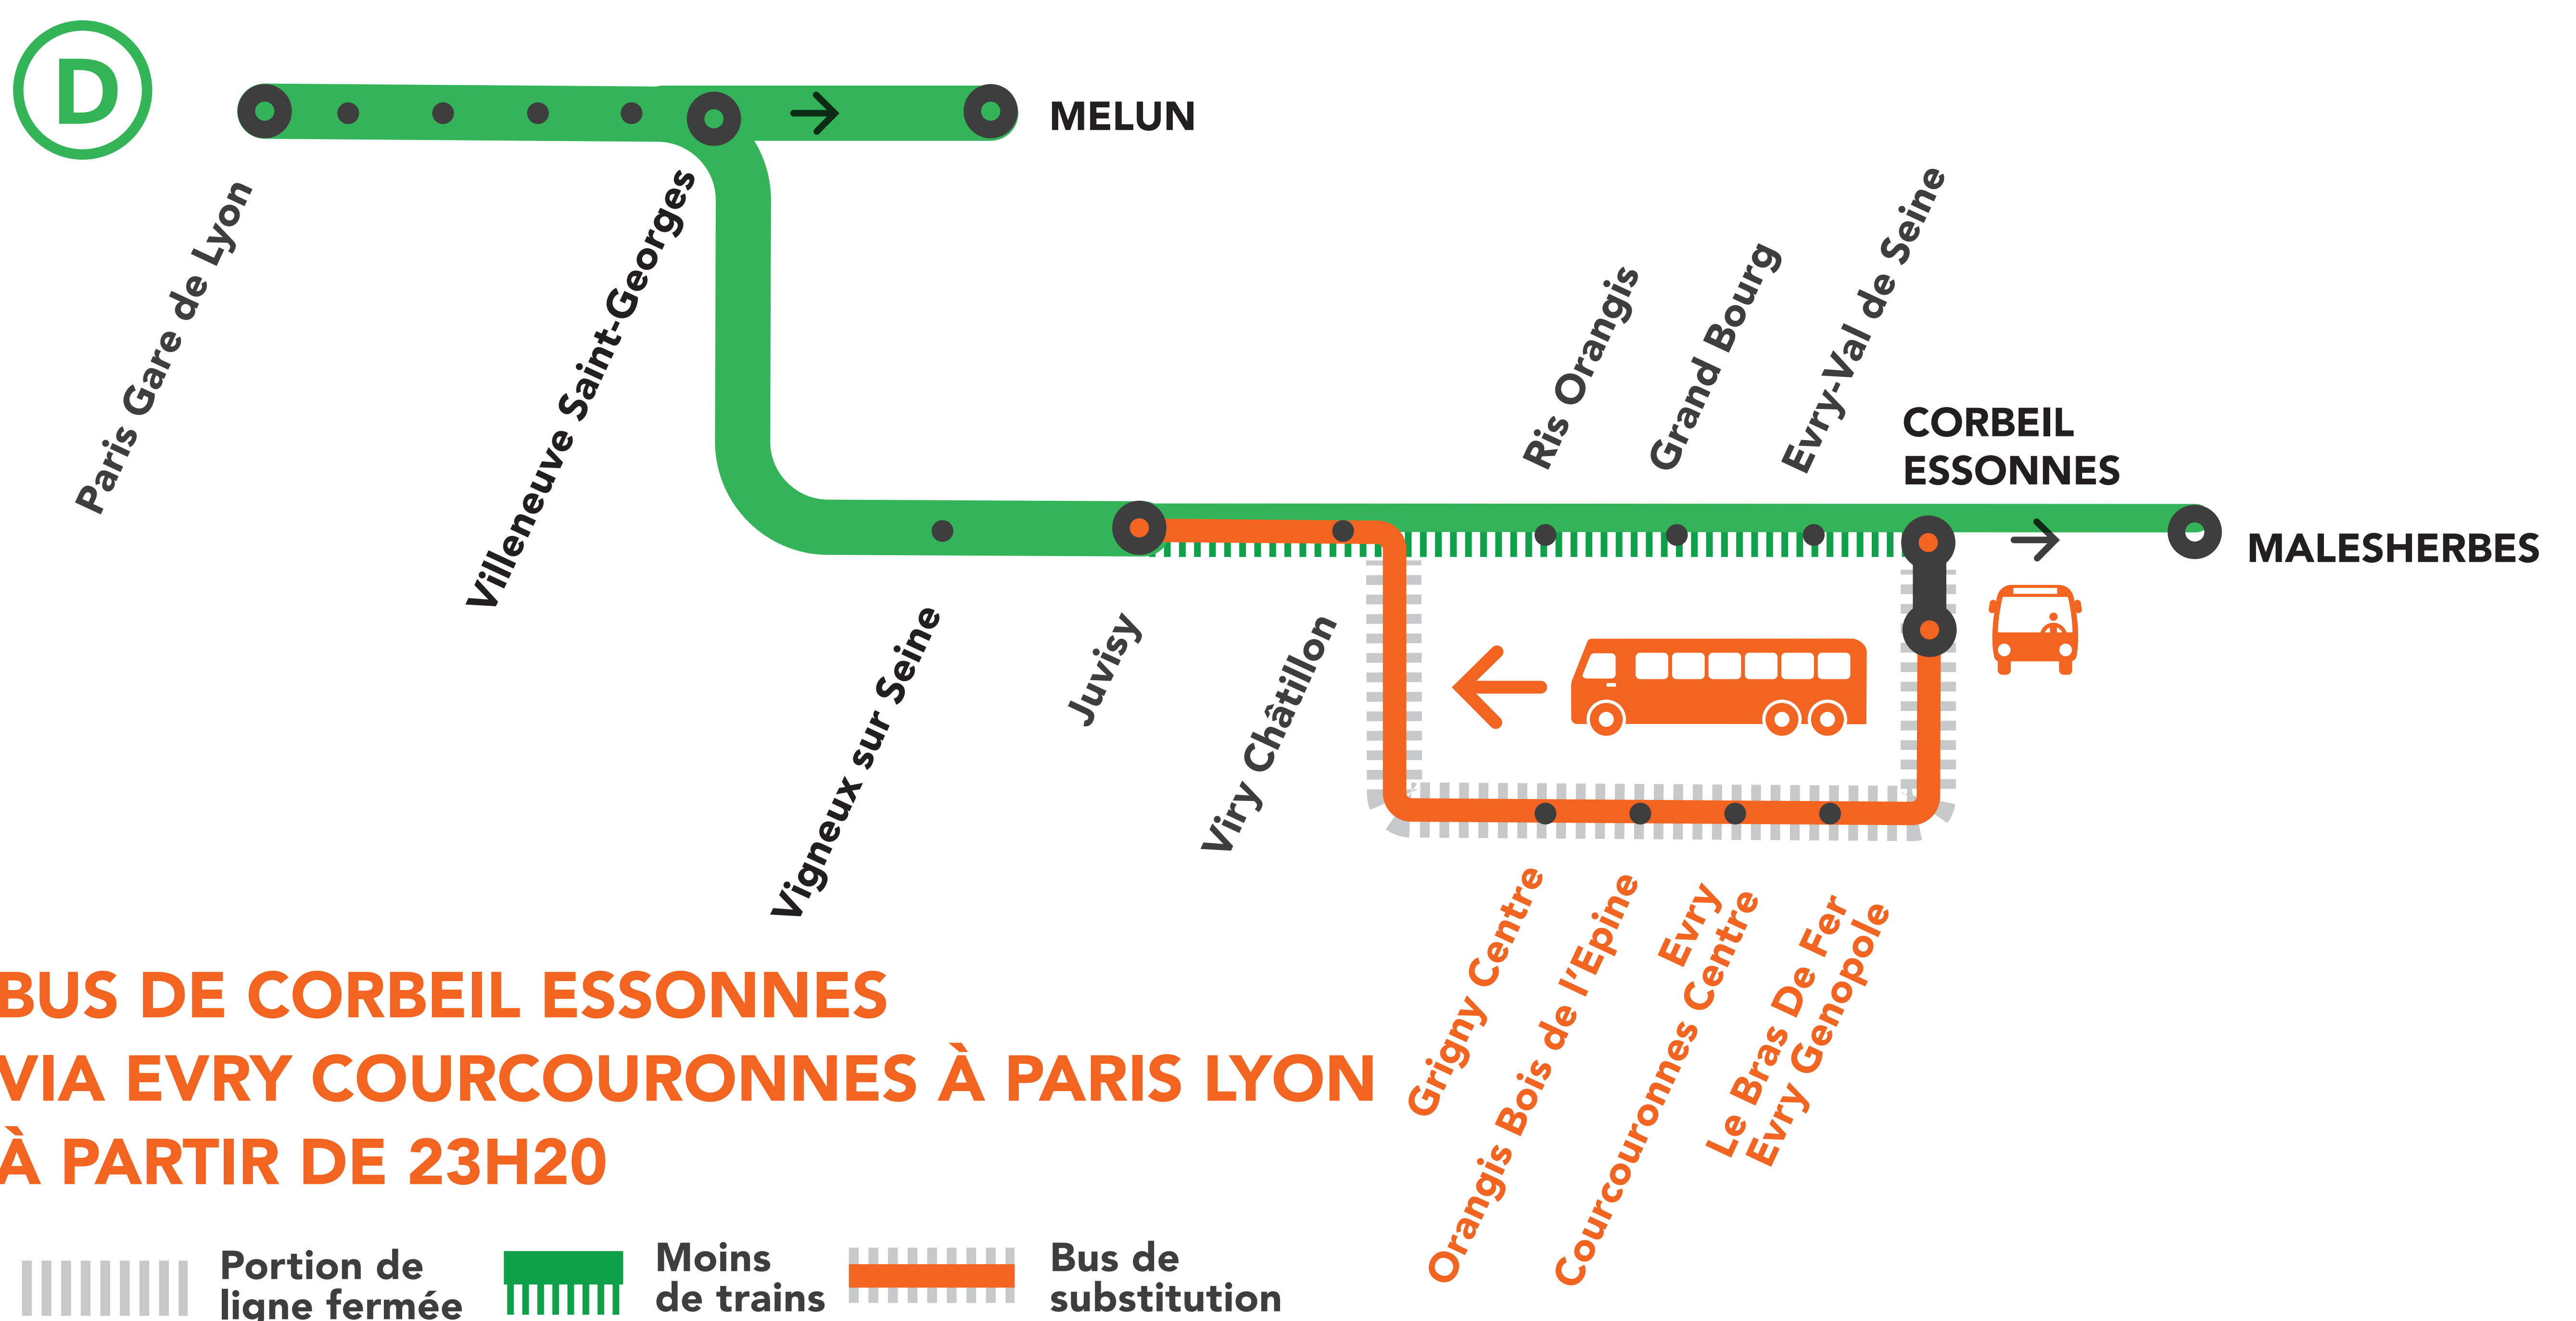 D
MELUN
Paris Gare de Lyon
Villeneuve Saint-Georges
Vigneux sur Seine
Juvisy
Viry Châtillon
Ris Orangis
Grand Bourg
Evry-Val de Seine
CORBEIL
ESSONNES
MALESHERBES
Grigny Centre
Orangis Bois de l'Epine
Evry
Courcouronnes Centre
Le Bras De Fer
Evry Genopole
BUS DE CORBEIL ESSONNES
VIA EVRY COURCOURONNES À PARIS LYON
À PARTIR DE 23H20
Portion de
ligne fermée
Moins
de trains
Bus de
substitution